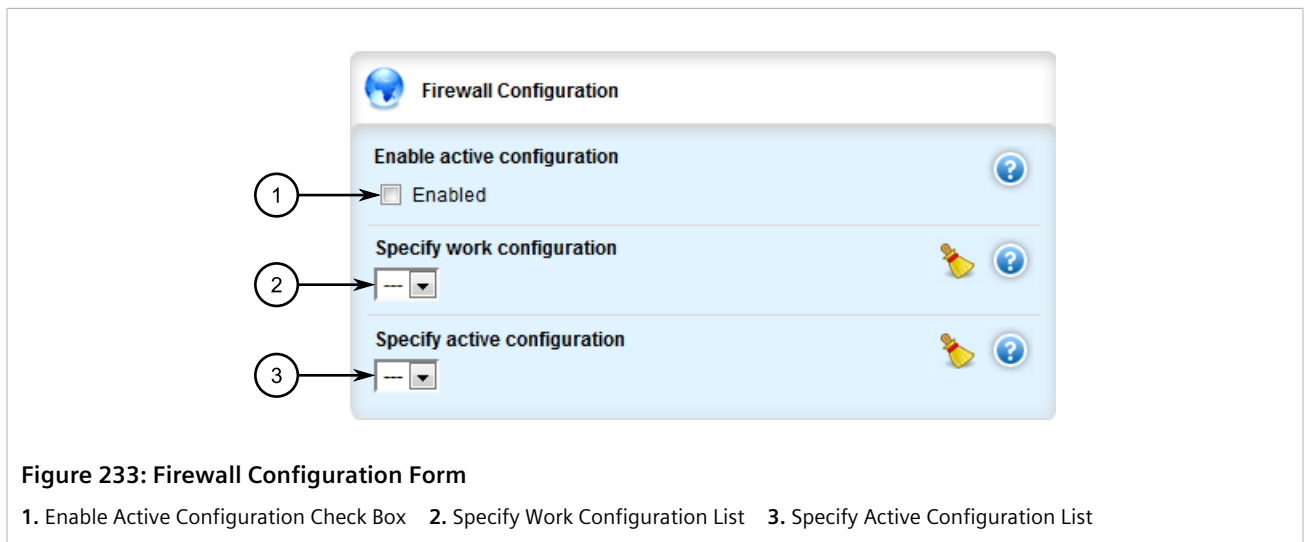 Firewall Configuration
Enable active configuration
?
1
Enabled
Specify work configuration
?
2
---
Specify active configuration
?
3
---
Figure 233: Firewall Configuration Form
1. Enable Active Configuration Check Box 2. Specify Work Configuration List 3. Specify Active Configuration List